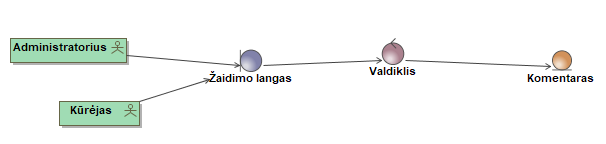 Administratorius
Žaidimo langas
Valdiklis
Komentaras
Kūrėjas